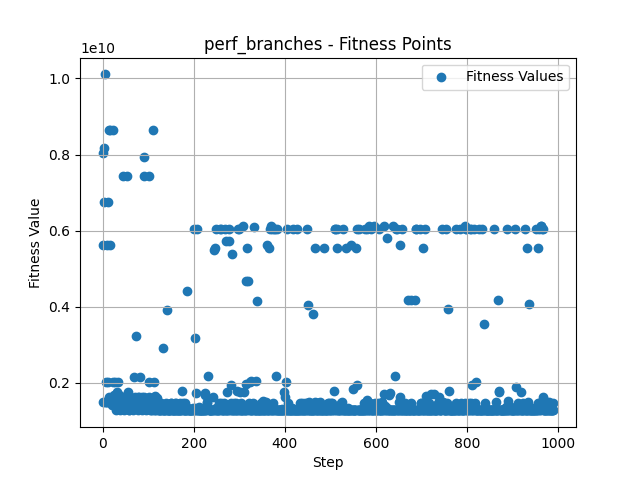 perf_branches - Fitness Points
1e10
Fitness Values
1.0
0.8
0.6
0.4
0.2
Fitness Value
0 200 400 600 800 1000
Step